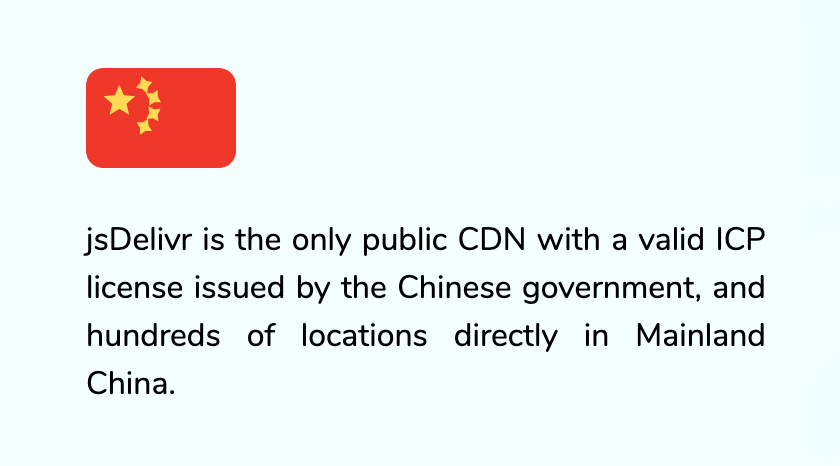 jsDelivr is the only public CDN with a valid ICP
license issued by the Chinese government, and
hundreds of locations directly in Mainland
China.